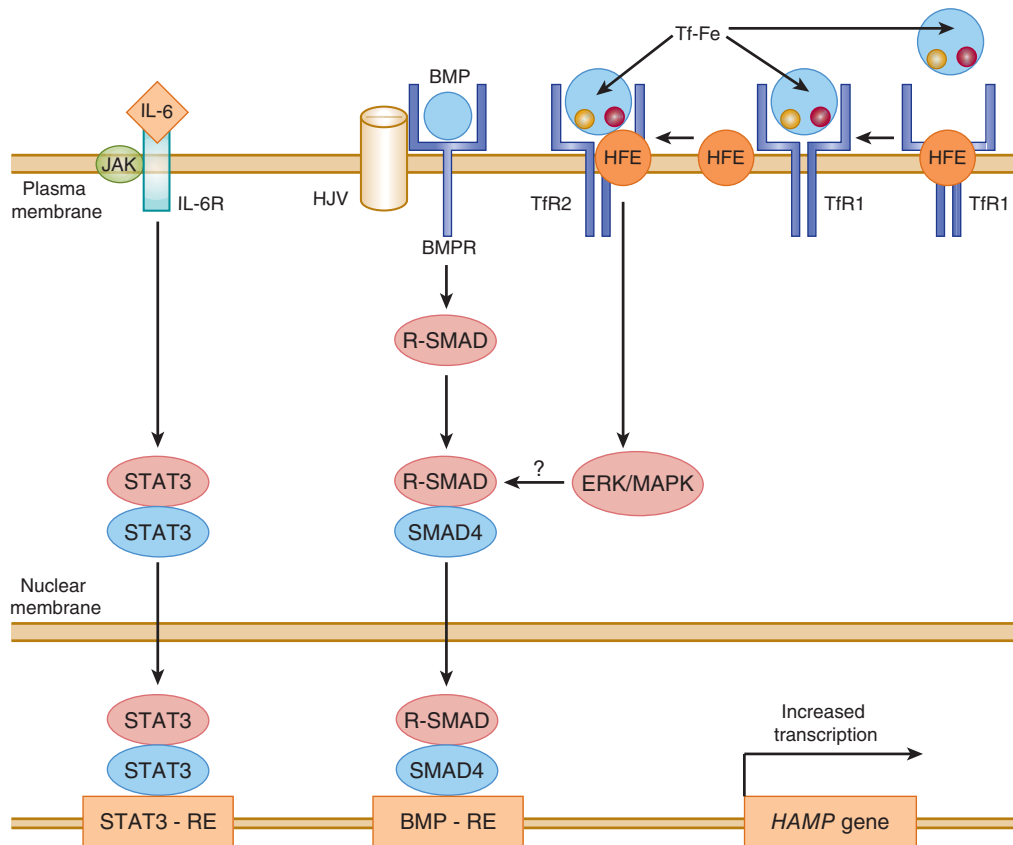 Tf-Fe
BMP
IL-6
JAK
HFE
HFE
HFE
Plasma
membrane
IL-6R
HJV
TfR2
TfR1
TfR1
BMPR
R-SMAD
STAT3
R-SMAD
?
ERK/MAPK
STAT3
SMAD4
Nuclear
membrane
STAT3
R-SMAD
Increased
transcription
STAT3
SMAD4
STAT3 - RE
BMP - RE
HAMP gene